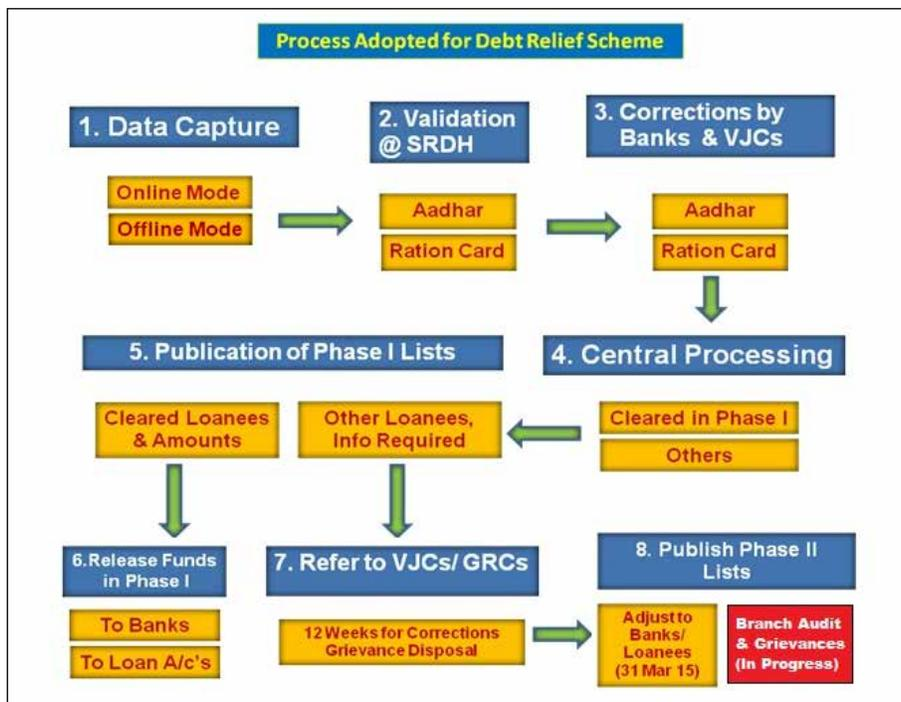 Process Adopted for Debt Relief Scheme
1. Data Capture
Online Mode
Offline Mode
2. Validation
@ SRDH
Aadhar
Ration Card
3. Corrections by
Banks & VJCs
Aadhar
Ration Card
4. Central Processing
Cleared in Phase I
Others
5. Publication of Phase I Lists
Cleared Loanees
& Amounts
Other Loanees,
Info Required
6.Release Funds
in Phase I
To Banks
To Loan A/c's
7. Refer to VJCs/ GRCs
12 Weeks for Corrections
Grievance Disposal
8. Publish Phase II
Lists
Adjust to
Banks/
Loanees
(31 Mar 15)
Branch Audit
& Grievances
(In Progress)